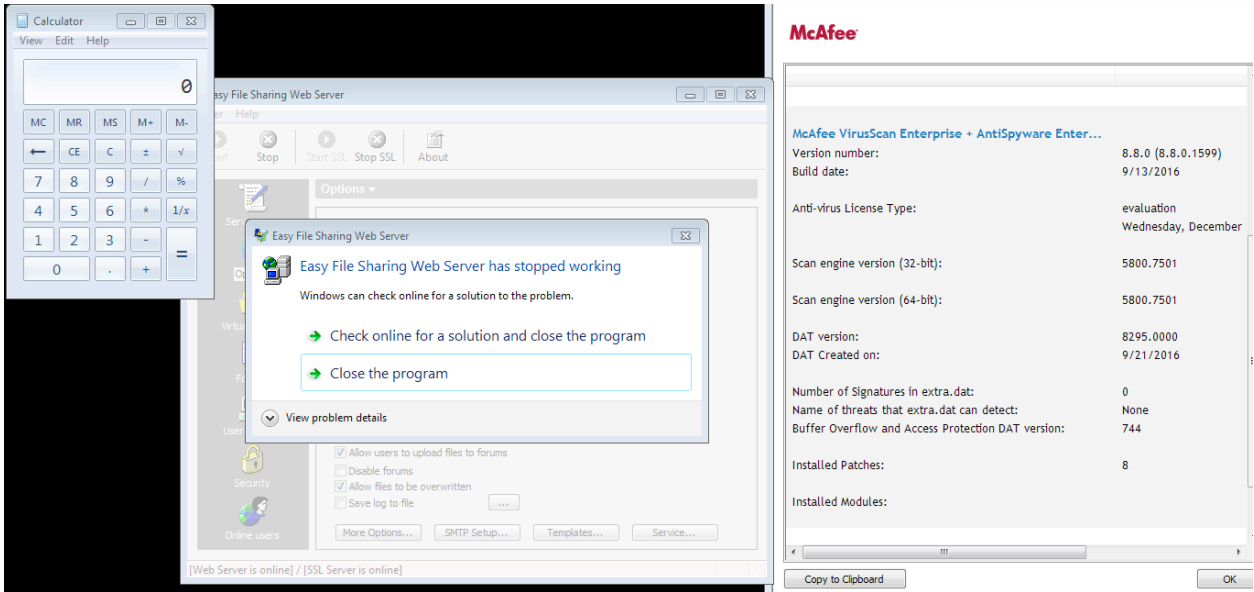 Calculator
View Edit Help
0
MC MR MS M+ M-
← CE C ± √
7 8 9 / %
4 5 6 * 1/x
1 2 3 - =
0 . +
asy File Sharing Web Server
er Help
art Stop Start SSL Stop SSL About
Options
Easy File Sharing Web Server
Easy File Sharing Web Server has stopped working
Windows can check online for a solution to the problem.
Check online for a solution and close the program
Close the program
View problem details
Allow users to upload files to forums
Disable forums
Allow files to be overwritten
Save log to file ...
More Options... SMTP Setup... Templates... Service...
Security
Online users
[Web Server is online] / [SSL Server is online]
McAfee
McAfee VirusScan Enterprise + AntiSpyware Enter...
Version number: 8.8.0 (8.8.0.1599)
Build date: 9/13/2016
Anti-virus License Type: evaluation
Wednesday, December
Scan engine version (32-bit): 5800.7501
Scan engine version (64-bit): 5800.7501
DAT version: 8295.0000
DAT Created on: 9/21/2016
Number of Signatures in extra.dat: 0
Name of threats that extra.dat can detect: None
Buffer Overflow and Access Protection DAT version: 744
Installed Patches: 8
Installed Modules:
Copy to Clipboard OK